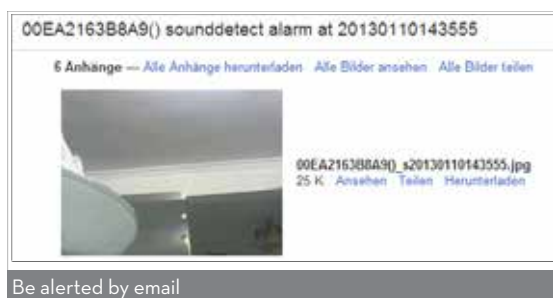 00EA2163B8A9() sounddetect alarm at 20130110143555
6 Anhänge — Alle Anhänge herunterladen Alle Bilder ansehen Alle Bilder teilen
00EA2163B8A9()_s20130110143555.jpg
25 K Ansehen Teilen Herunterladen
Be alerted by email